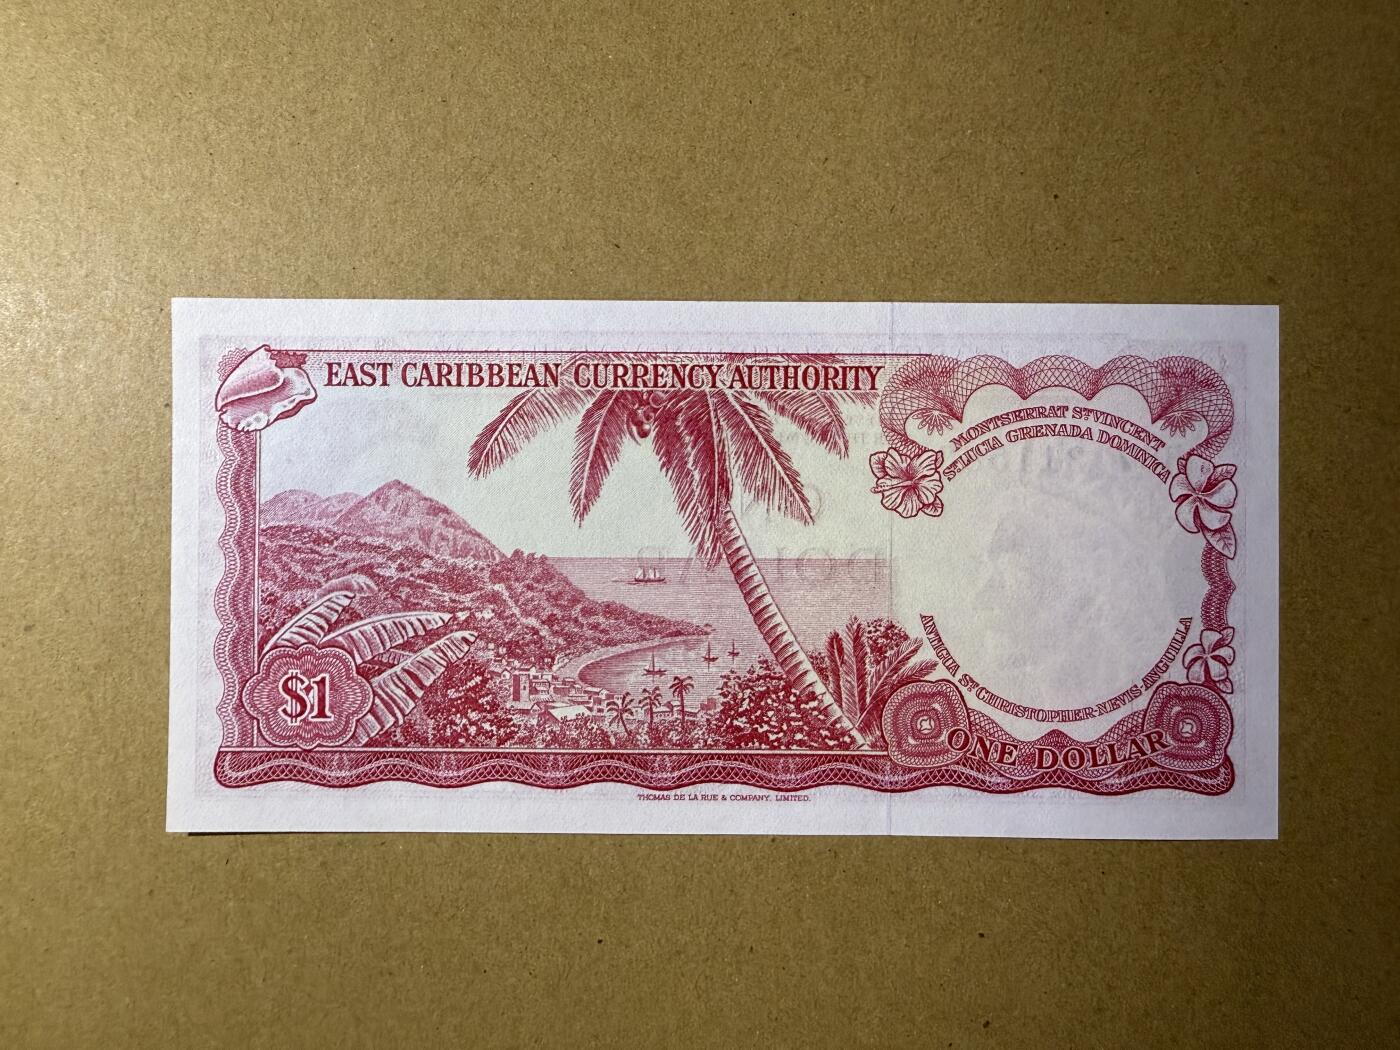 EAST CARIBBEAN CURRENCY AUTHORITY
MONTSERRAT ST VINCENT
ST LUCIA GRENADA DOMINICA
ANTIGUA ST CHRISTOPHER-NEVIS-ANGUILLA
$1
ONE DOLLAR
THOMAS DE LA RUE & COMPANY, LIMITED.